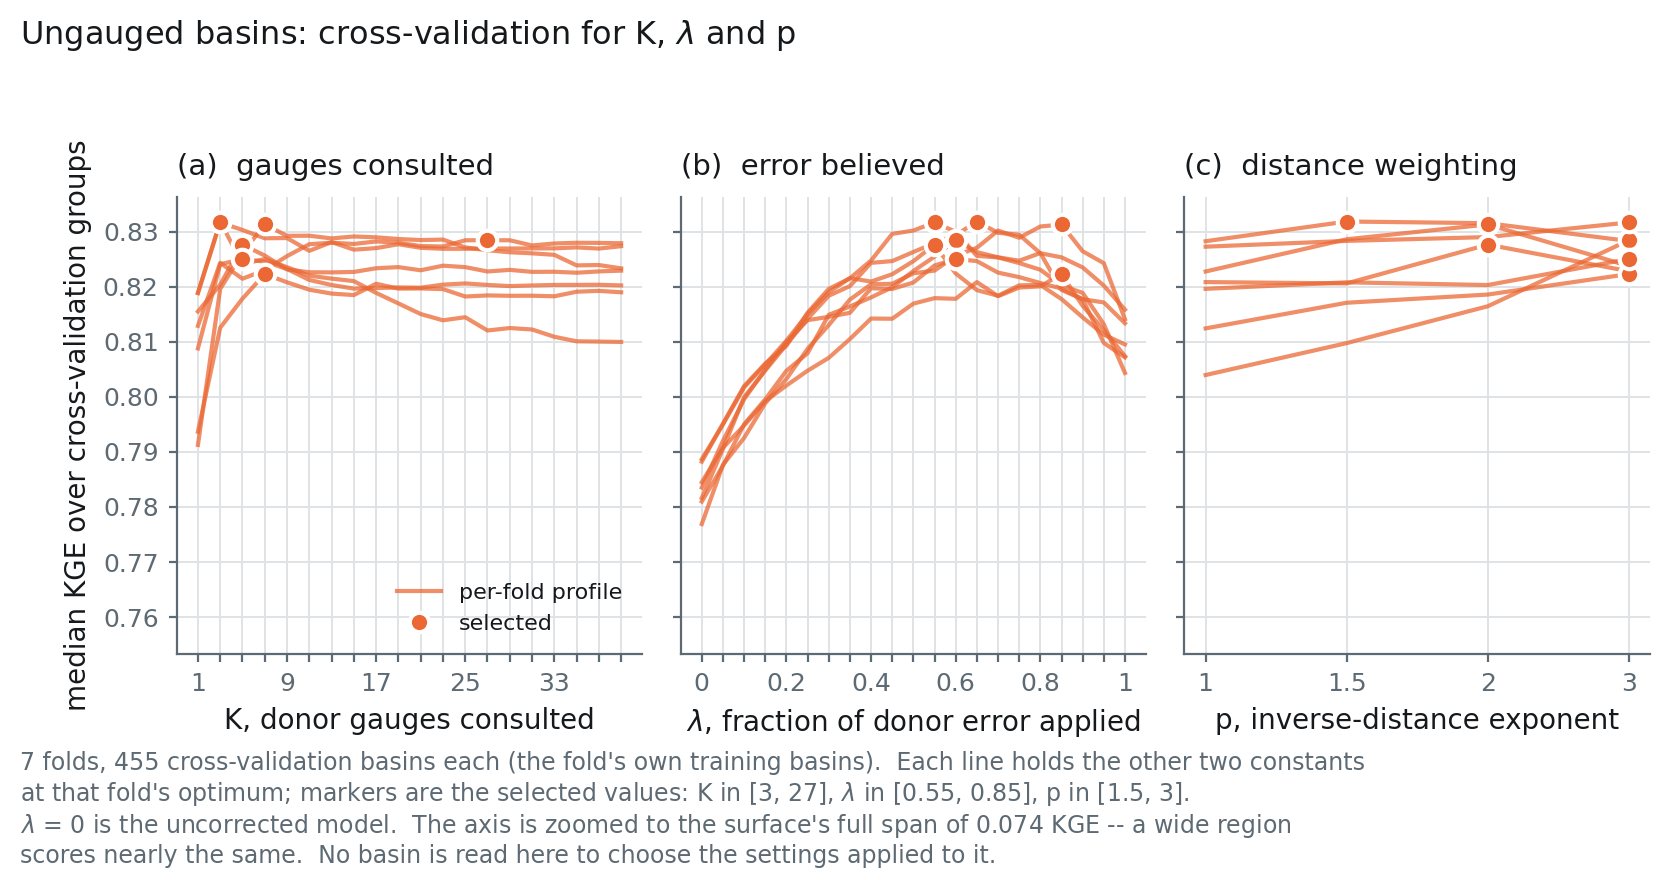 Ungauged basins: cross-validation for K, λ and p
(a)  gauges consulted
(b)  error believed
(c)  distance weighting
median KGE over cross-validation groups
0.83
0.82
0.81
0.80
0.79
0.78
0.77
0.76
per-fold profile
selected
1 9 17 25 33
0 0.2 0.4 0.6 0.8 1
1 1.5 2 3
K, donor gauges consulted
λ, fraction of donor error applied
p, inverse-distance exponent
7 folds, 455 cross-validation basins each (the fold's own training basins).  Each line holds the other two constants
at that fold's optimum; markers are the selected values: K in [3, 27], λ in [0.55, 0.85], p in [1.5, 3].
λ = 0 is the uncorrected model.  The axis is zoomed to the surface's full span of 0.074 KGE -- a wide region
scores nearly the same.  No basin is read here to choose the settings applied to it.